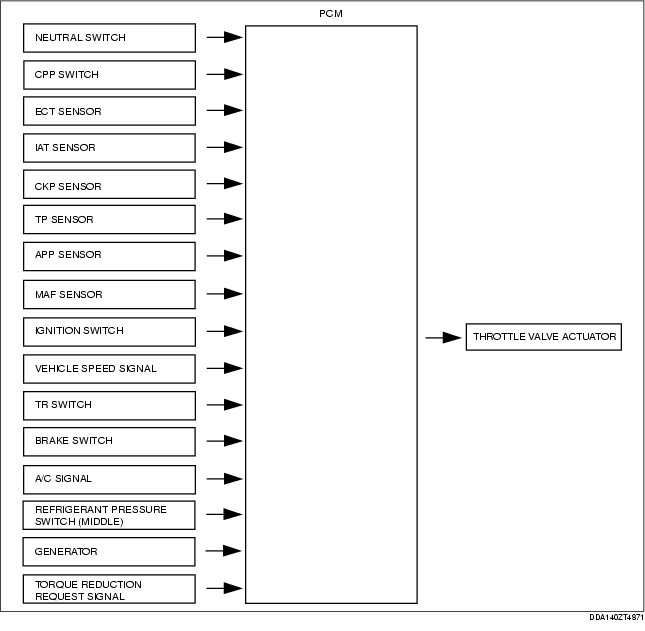 PCM
NEUTRAL SWITCH
CPP SWITCH
ECT SENSOR
IAT SENSOR
CKP SENSOR
TP SENSOR
APP SENSOR
MAF SENSOR
IGNITION SWITCH
THROTTLE VALVE ACTUATOR
VEHICLE SPEED SIGNAL
TR SWITCH
BRAKE SWITCH
A/C SIGNAL
REFRIGERANT PRESSURE
SWITCH (MIDDLE)
GENERATOR
TORQUE REDUCTION
REQUEST SIGNAL
DDA140ZT4871